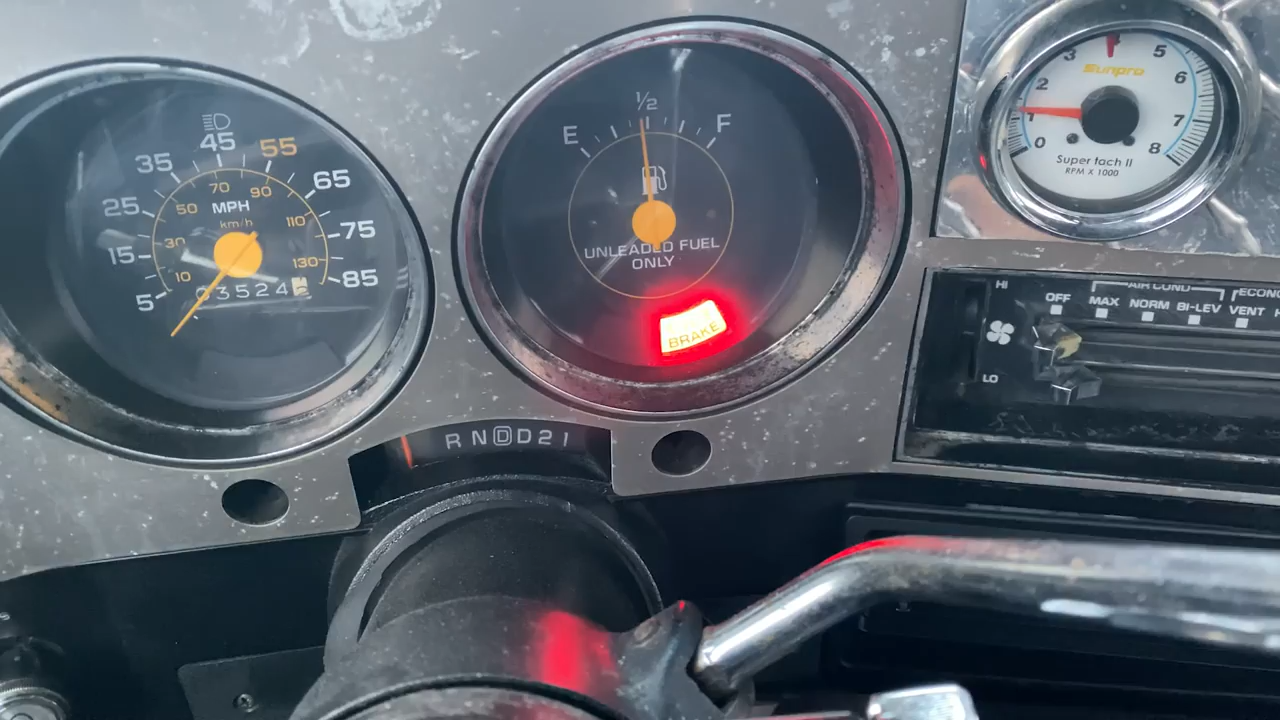 5 15 25 35 45 55 65 75 85
10 30 50 70 90 110 130
MPH
km/h
35242
E 1/2 F
UNLEADED FUEL
ONLY
BRAKE
R N D D 2 1
0 1 2 3 4 5 6 7 8
Sunpro
Super tach II
RPM X 1000
HI
LO
AIR COND
OFF MAX NORM BI-LEV VENT